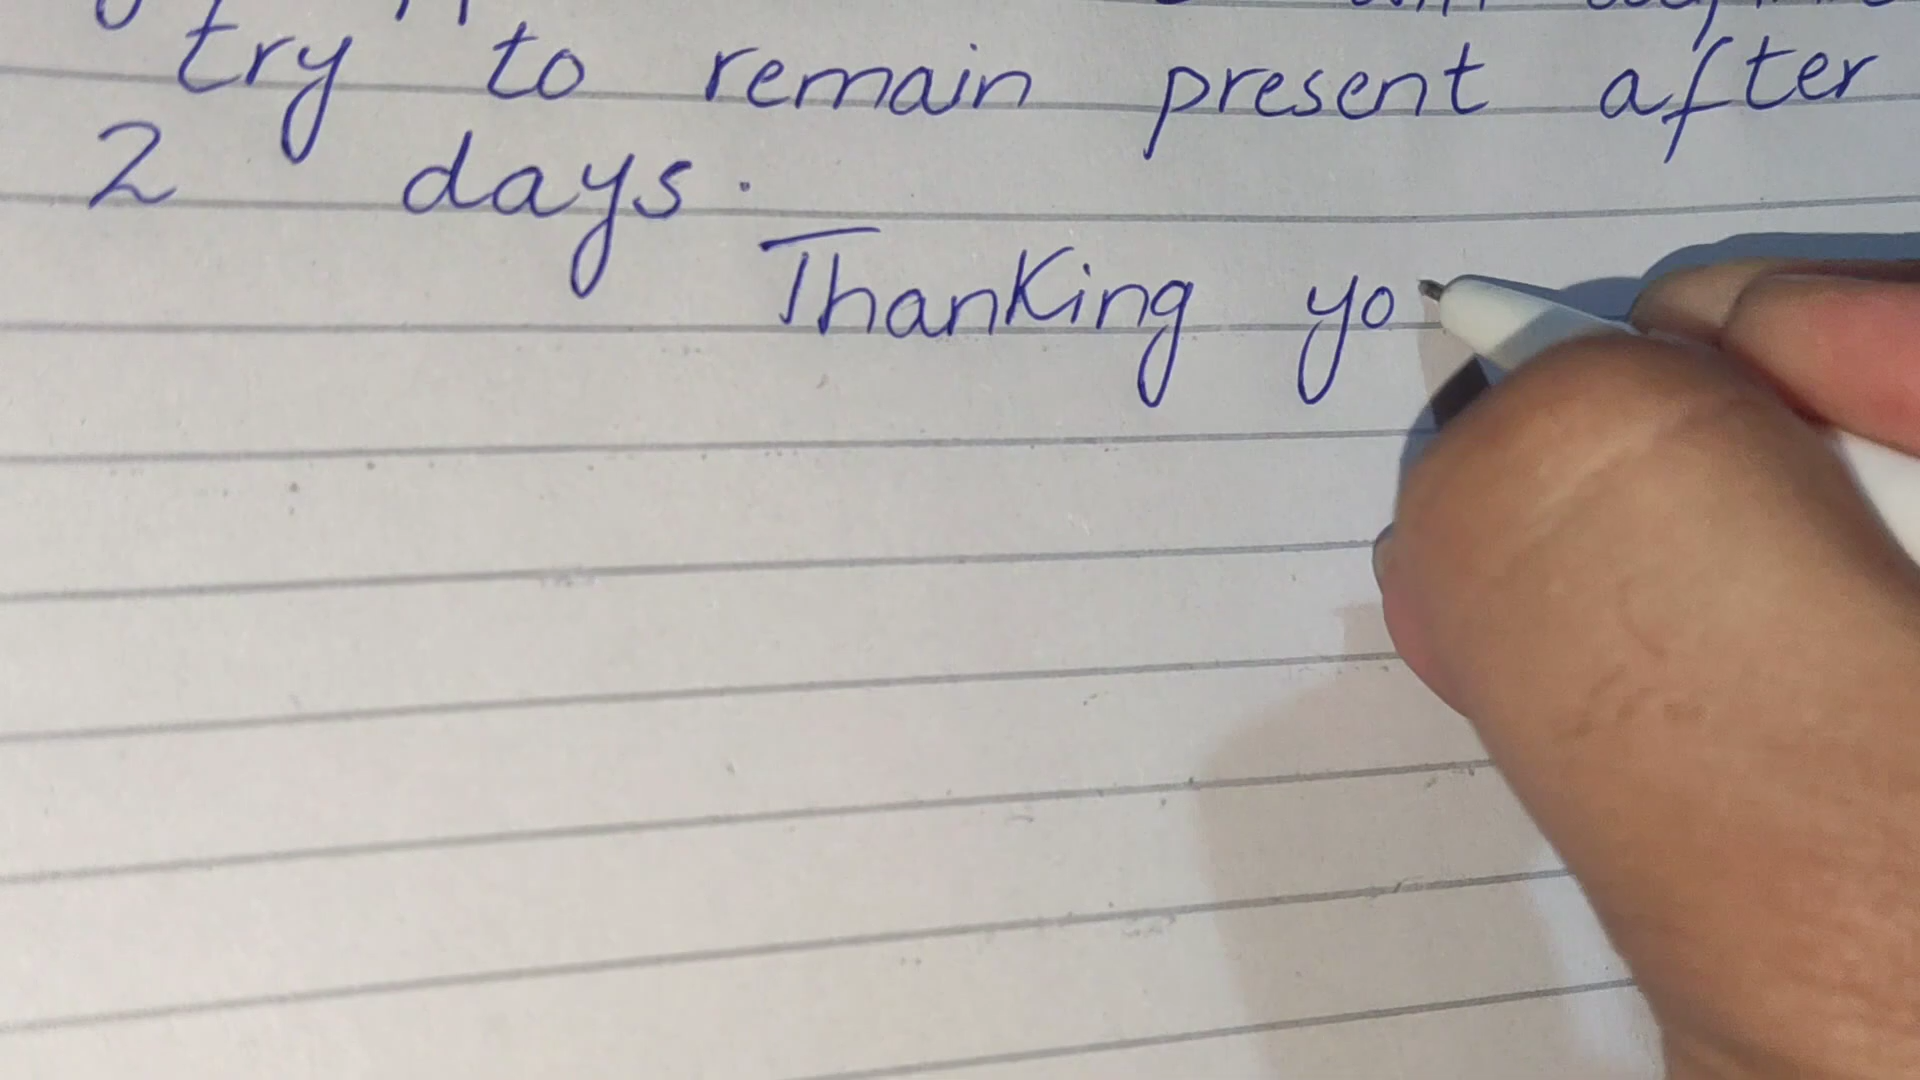 try to remain present after
2 days.
ThanKing yo